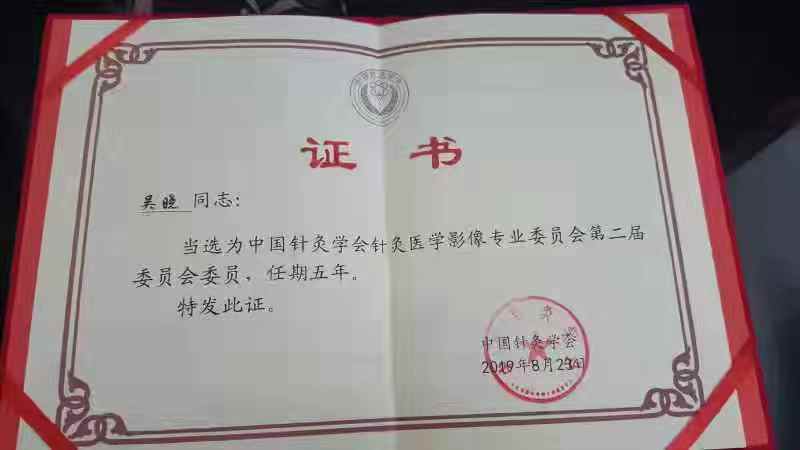 证书
吴晓 同志：
当选为中国针灸学会针灸医学影像专业委员会第二届
委员会委员，任期五年。
特发此证。
中国针灸学会
2019年8月23日